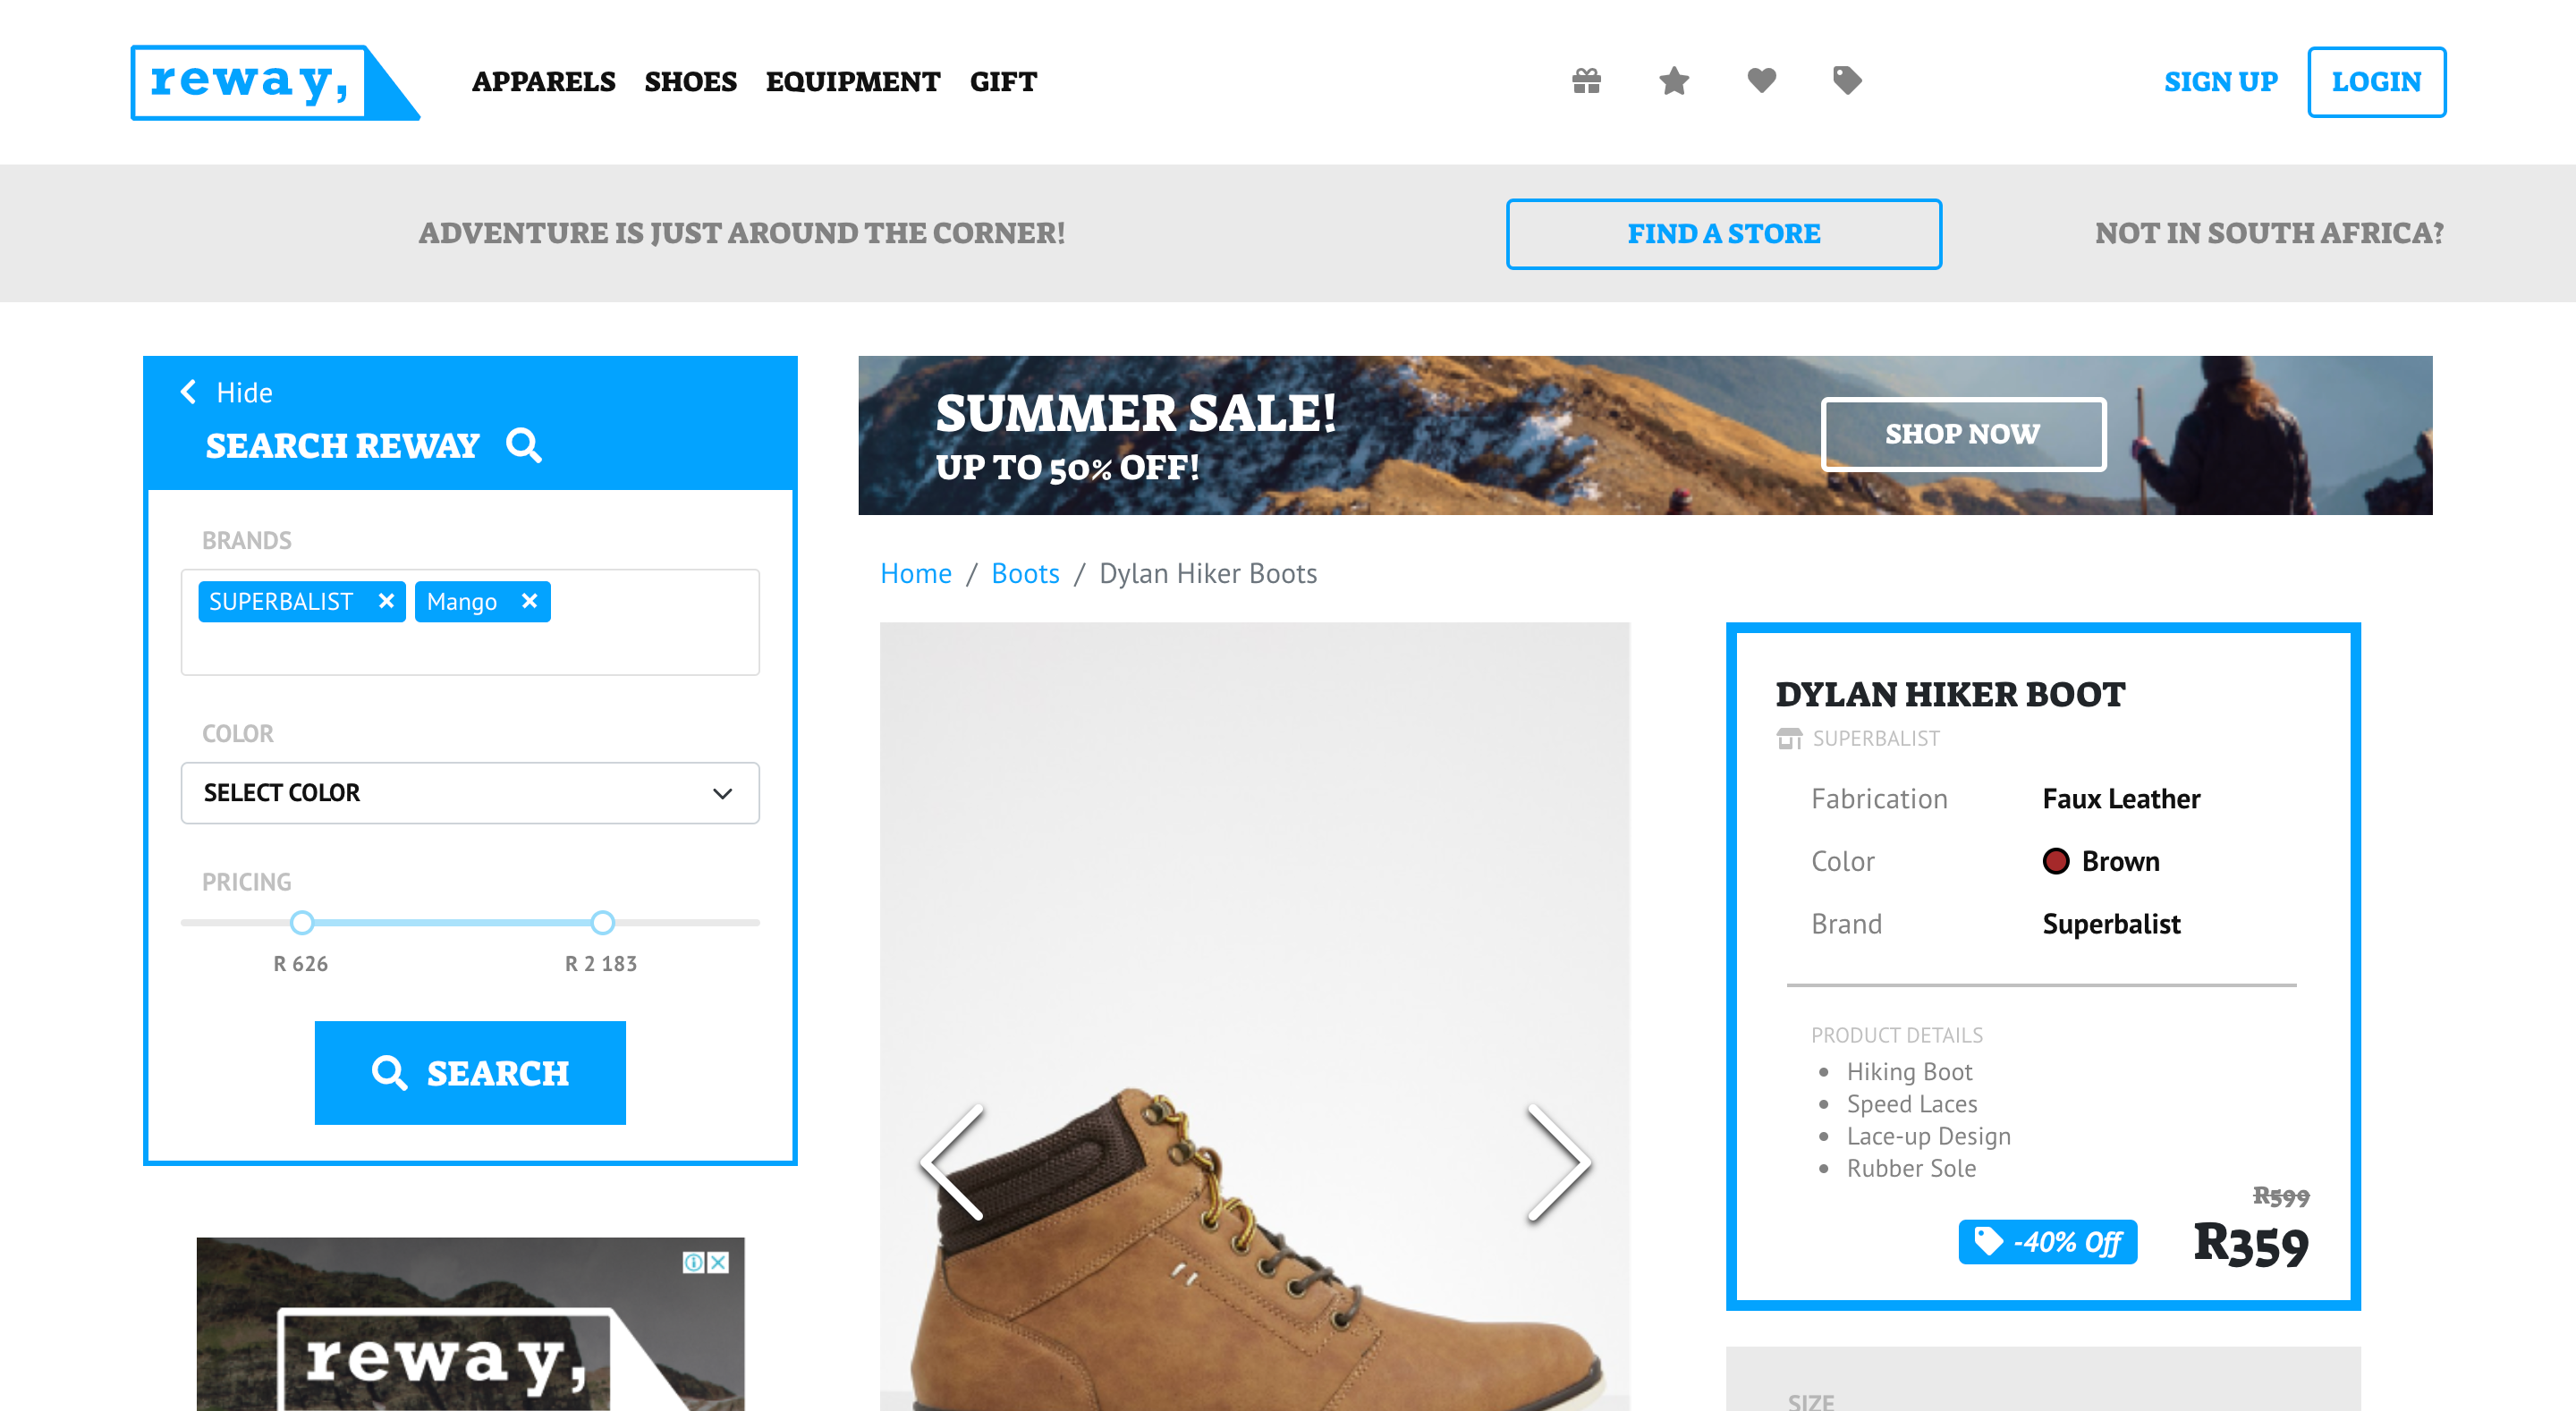 reway,
APPARELS SHOES EQUIPMENT GIFT
SIGN UP LOGIN
ADVENTURE IS JUST AROUND THE CORNER!
FIND A STORE
NOT IN SOUTH AFRICA?
Hide
SEARCH REWAY
BRANDS
SUPERBALIST Mango
COLOR
SELECT COLOR
PRICING
R 626 R 2 183
SEARCH
reway,
SUMMER SALE!
UP TO 50% OFF!
SHOP NOW
Home / Boots / Dylan Hiker Boots
DYLAN HIKER BOOT
SUPERBALIST
Fabrication Faux Leather
Color Brown
Brand Superbalist
PRODUCT DETAILS
• Hiking Boot
• Speed Laces
• Lace-up Design
• Rubber Sole
R599
-40% Off R359
SIZE